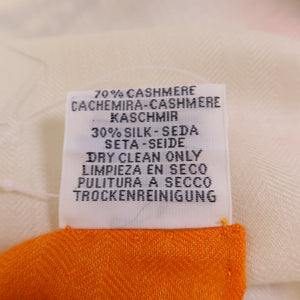 70% CASHMERE
CACHEMIRA-CASHMERE
KASCHMIR
30% SILK-SEDA
SETA-SEIDE
DRY CLEAN ONLY
LIMPIEZA EN SECO
PULITURA A SECCO
TROCKENREINIGUNG